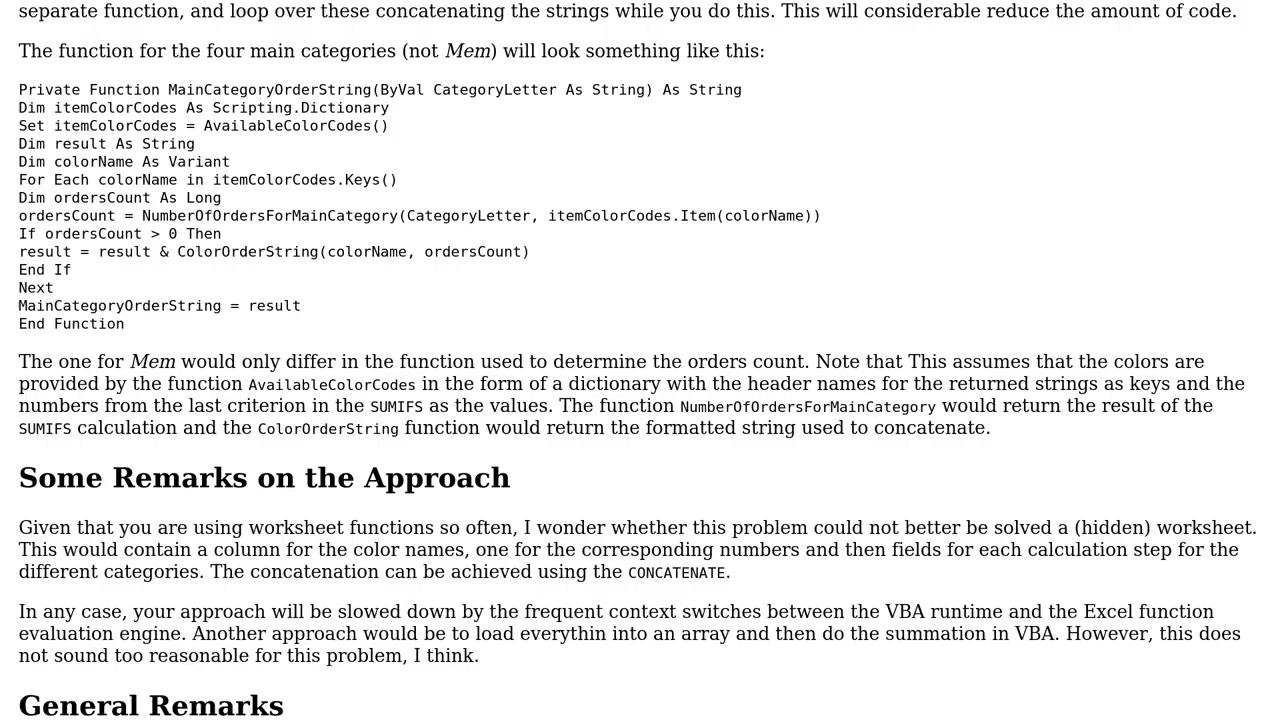 separate function, and loop over these concatenating the strings while you do this. This will considerable reduce the amount of code.
The function for the four main categories (not Mem) will look something like this:
Private Function MainCategoryOrderString(ByVal CategoryLetter As String) As String
Dim itemColorCodes As Scripting.Dictionary
Set itemColorCodes = AvailableColorCodes()
Dim result As String
Dim colorName As Variant
For Each colorName in itemColorCodes.Keys()
Dim ordersCount As Long
ordersCount = NumberOfOrdersForMainCategory(CategoryLetter, itemColorCodes.Item(colorName))
If ordersCount > 0 Then
result = result & ColorOrderString(colorName, ordersCount)
End If
Next
MainCategoryOrderString = result
End Function
The one for Mem would only differ in the function used to determine the orders count. Note that This assumes that the colors are
provided by the function AvailableColorCodes in the form of a dictionary with the header names for the returned strings as keys and the
numbers from the last criterion in the SUMIFS as the values. The function NumberOfOrdersForMainCategory would return the result of the
SUMIFS calculation and the ColorOrderString function would return the formatted string used to concatenate.
Some Remarks on the Approach
Given that you are using worksheet functions so often, I wonder whether this problem could not better be solved a (hidden) worksheet.
This would contain a column for the color names, one for the corresponding numbers and then fields for each calculation step for the
different categories. The concatenation can be achieved using the CONCATENATE.
In any case, your approach will be slowed down by the frequent context switches between the VBA runtime and the Excel function
evaluation engine. Another approach would be to load everythin into an array and then do the summation in VBA. However, this does
not sound too reasonable for this problem, I think.
General Remarks